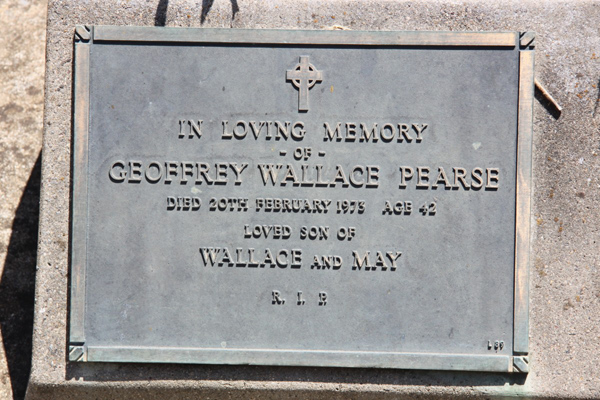 IN LOVING MEMORY
- OF -
GEOFFREY WALLACE PEARSE
DIED 20TH FEBRUARY 1973 AGE 42
LOVED SON OF
WALLACE AND MAY
R. I. P.